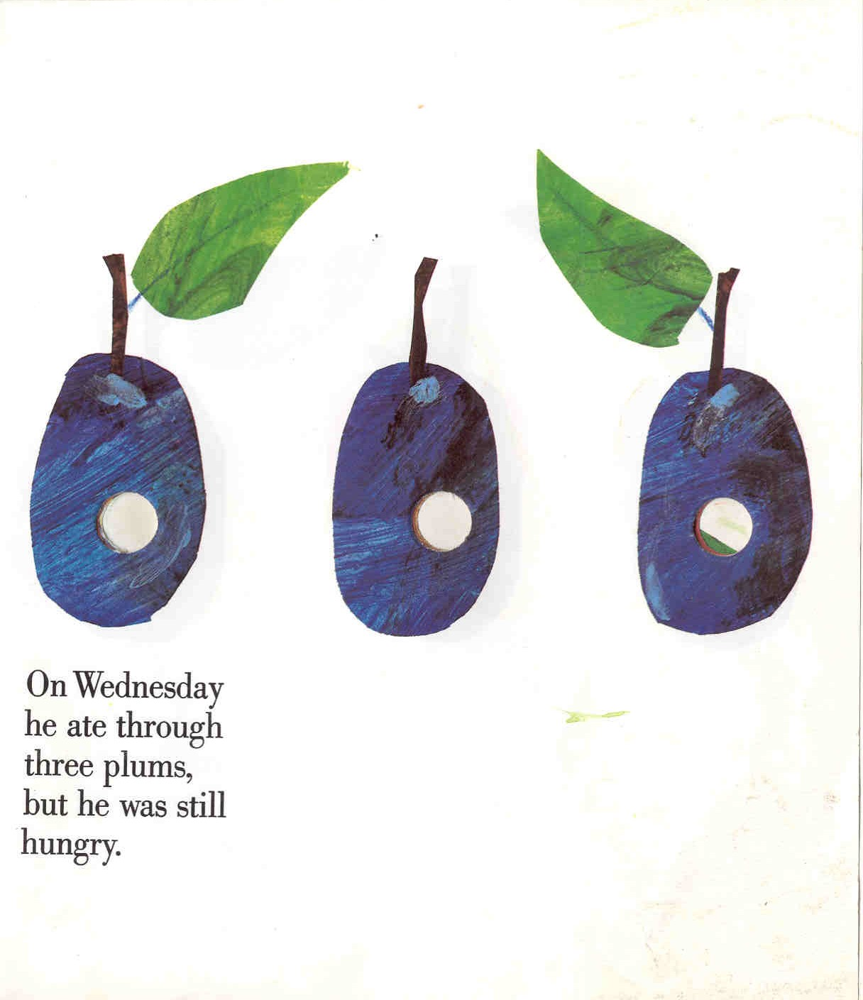 On Wednesday
he ate through
three plums,
but he was still
hungry.